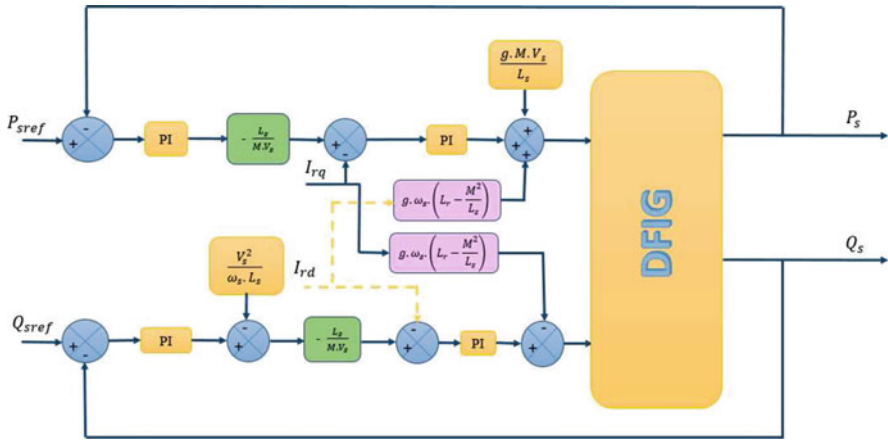 g.M.V_s / L_s
P_sref
-
+
PI
- L_s / M.V_s
+
-
PI
+
+
+
P_s
I_rq
g.ω_s.(L_r − M² / L_s)
g.ω_s.(L_r − M² / L_s)
DFIG
Q_s
V_s² / ω_s.L_s
I_rd
Q_sref
+
-
PI
-
+
- L_s / M.V_s
-
+
PI
-
+